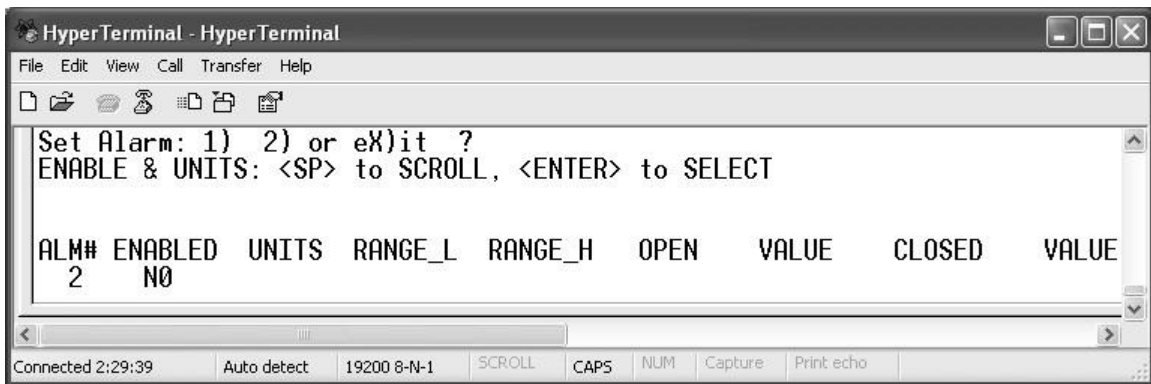 HyperTerminal - HyperTerminal
File Edit View Call Transfer Help
Set Alarm: 1) 2) or eX)it ?
ENABLE & UNITS: <SP> to SCROLL, <ENTER> to SELECT
ALM# ENABLED UNITS RANGE_L RANGE_H OPEN VALUE CLOSED VALUE
2 N0
Connected 2:29:39 Auto detect 19200 8-N-1 SCROLL CAPS NUM Capture Print echo